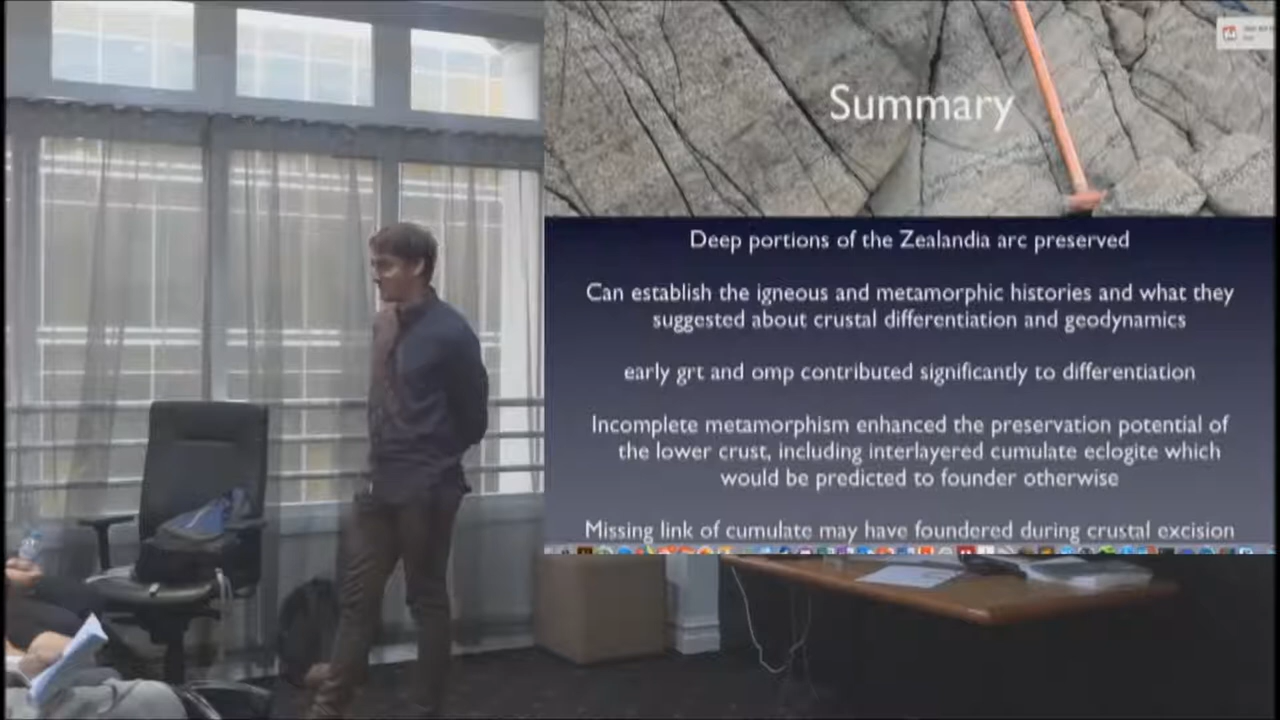 Summary
Deep portions of the Zealandia arc preserved
Can establish the igneous and metamorphic histories and what they
suggested about crustal differentiation and geodynamics
early grt and omp contributed significantly to differentiation
Incomplete metamorphism enhanced the preservation potential of
the lower crust, including interlayered cumulate eclogite which
would be predicted to founder otherwise
Missing link of cumulate may have foundered during crustal excision